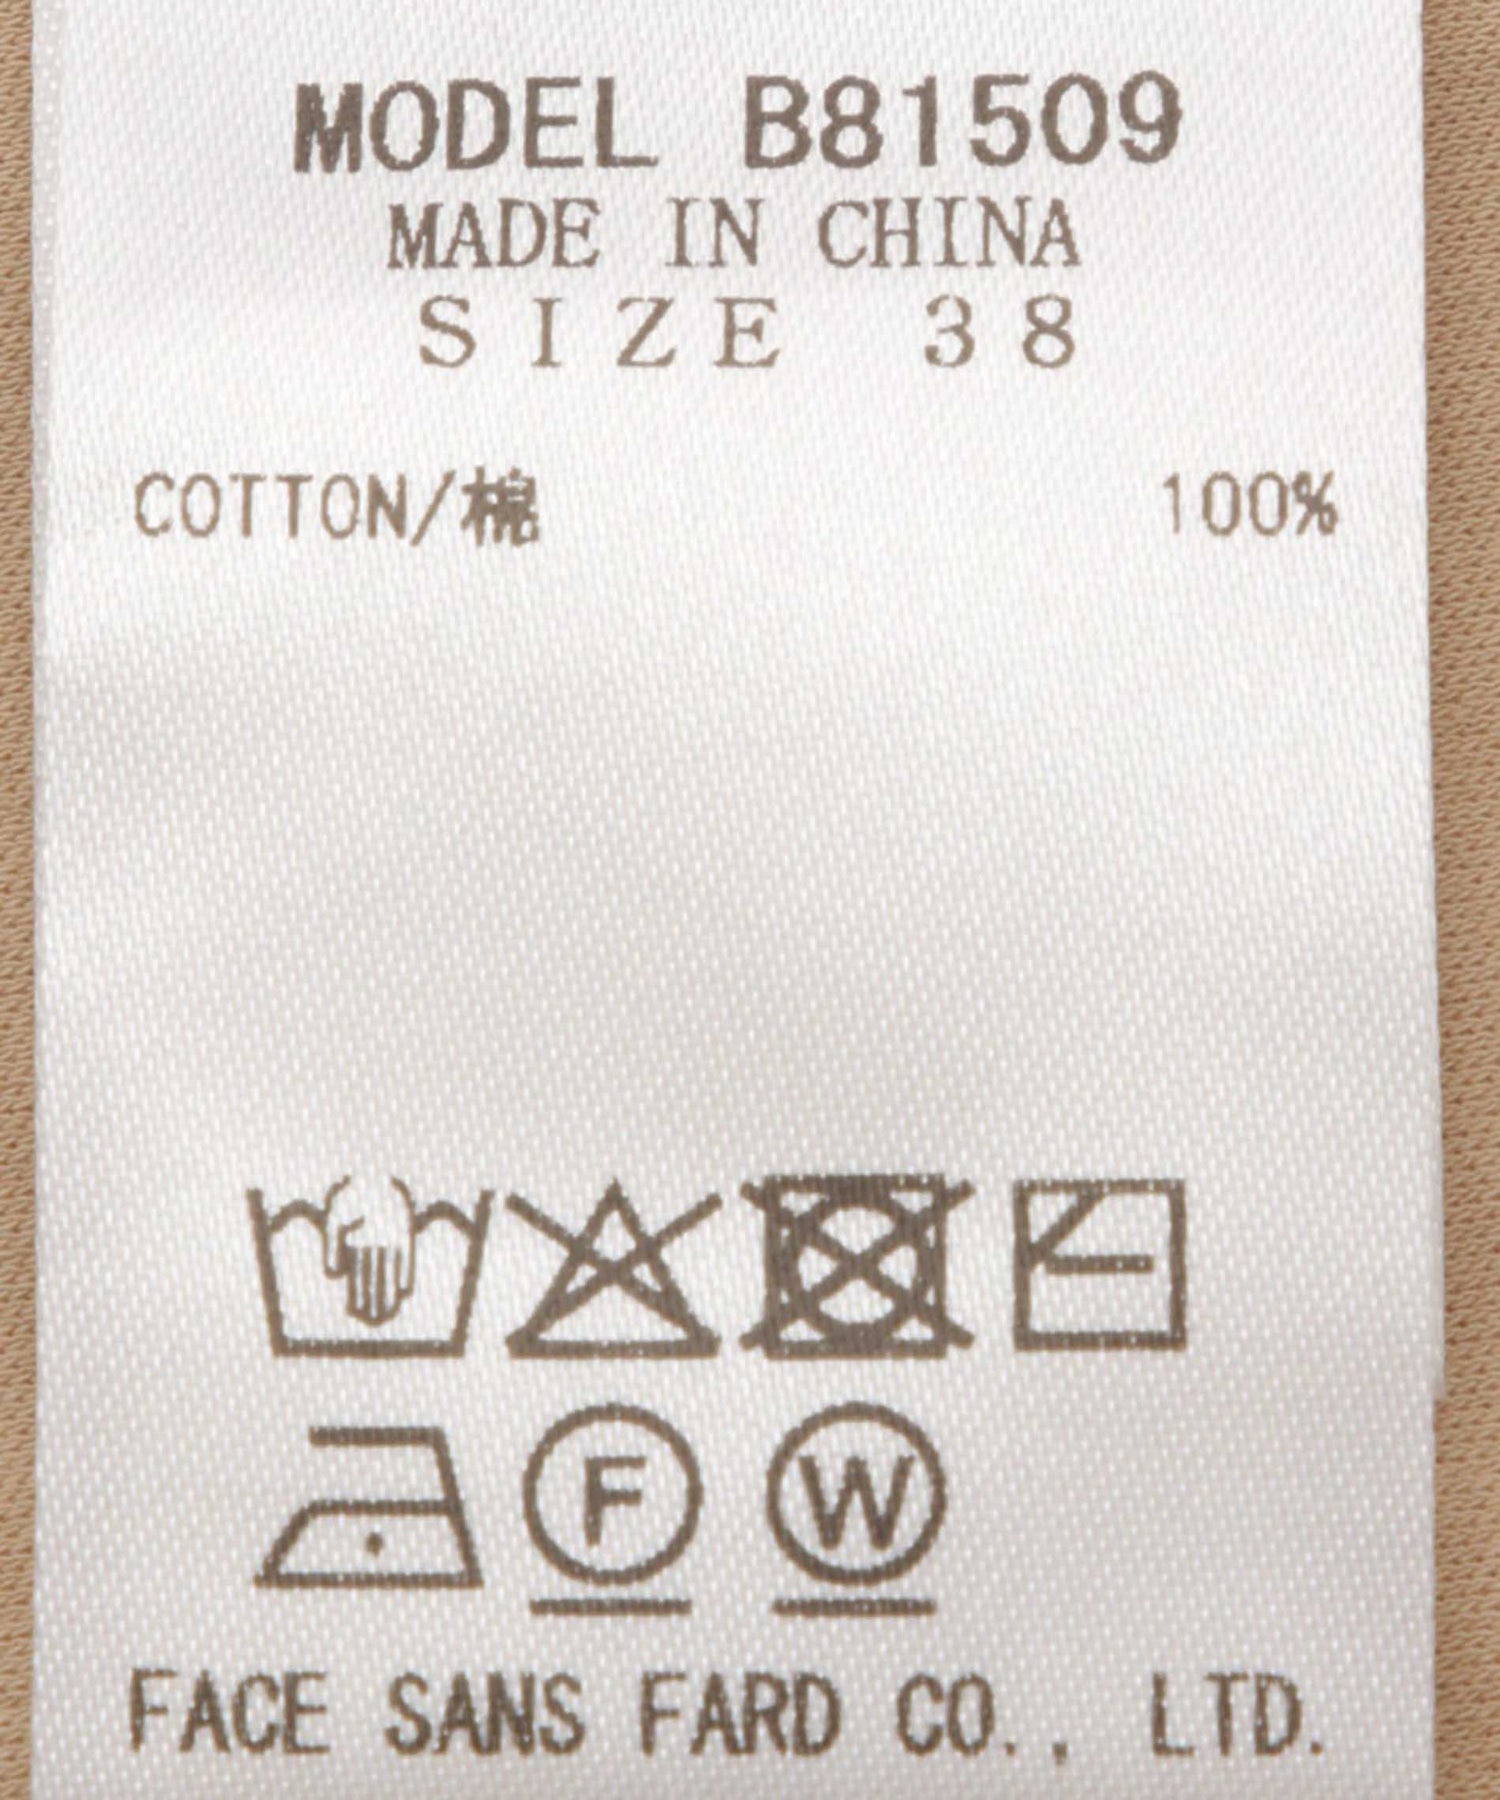 MODEL B81509
MADE IN CHINA
SIZE 38
COTTON/棉 100%
F W
FACE SANS FARD CO., LTD.